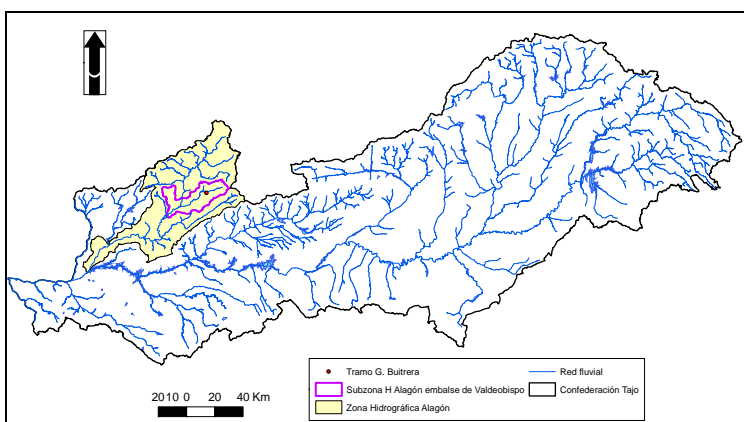 Tramo G. Buitrera
Red fluvial
Subzona H Alagón embalse de Valdeobispo
Confederación Tajo
Zona Hidrográfica Alagón
2010 0 20 40 Km